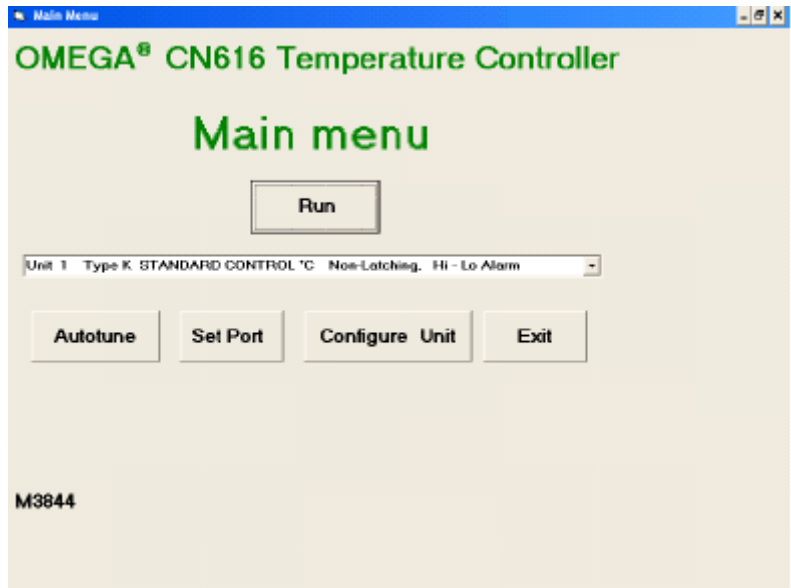 Main Menu
OMEGA® CN616 Temperature Controller
Main menu
Run
Unit 1 Type K STANDARD CONTROL °C Non-Latching, Hi - Lo Alarm
Autotune Set Port Configure Unit Exit
M3844